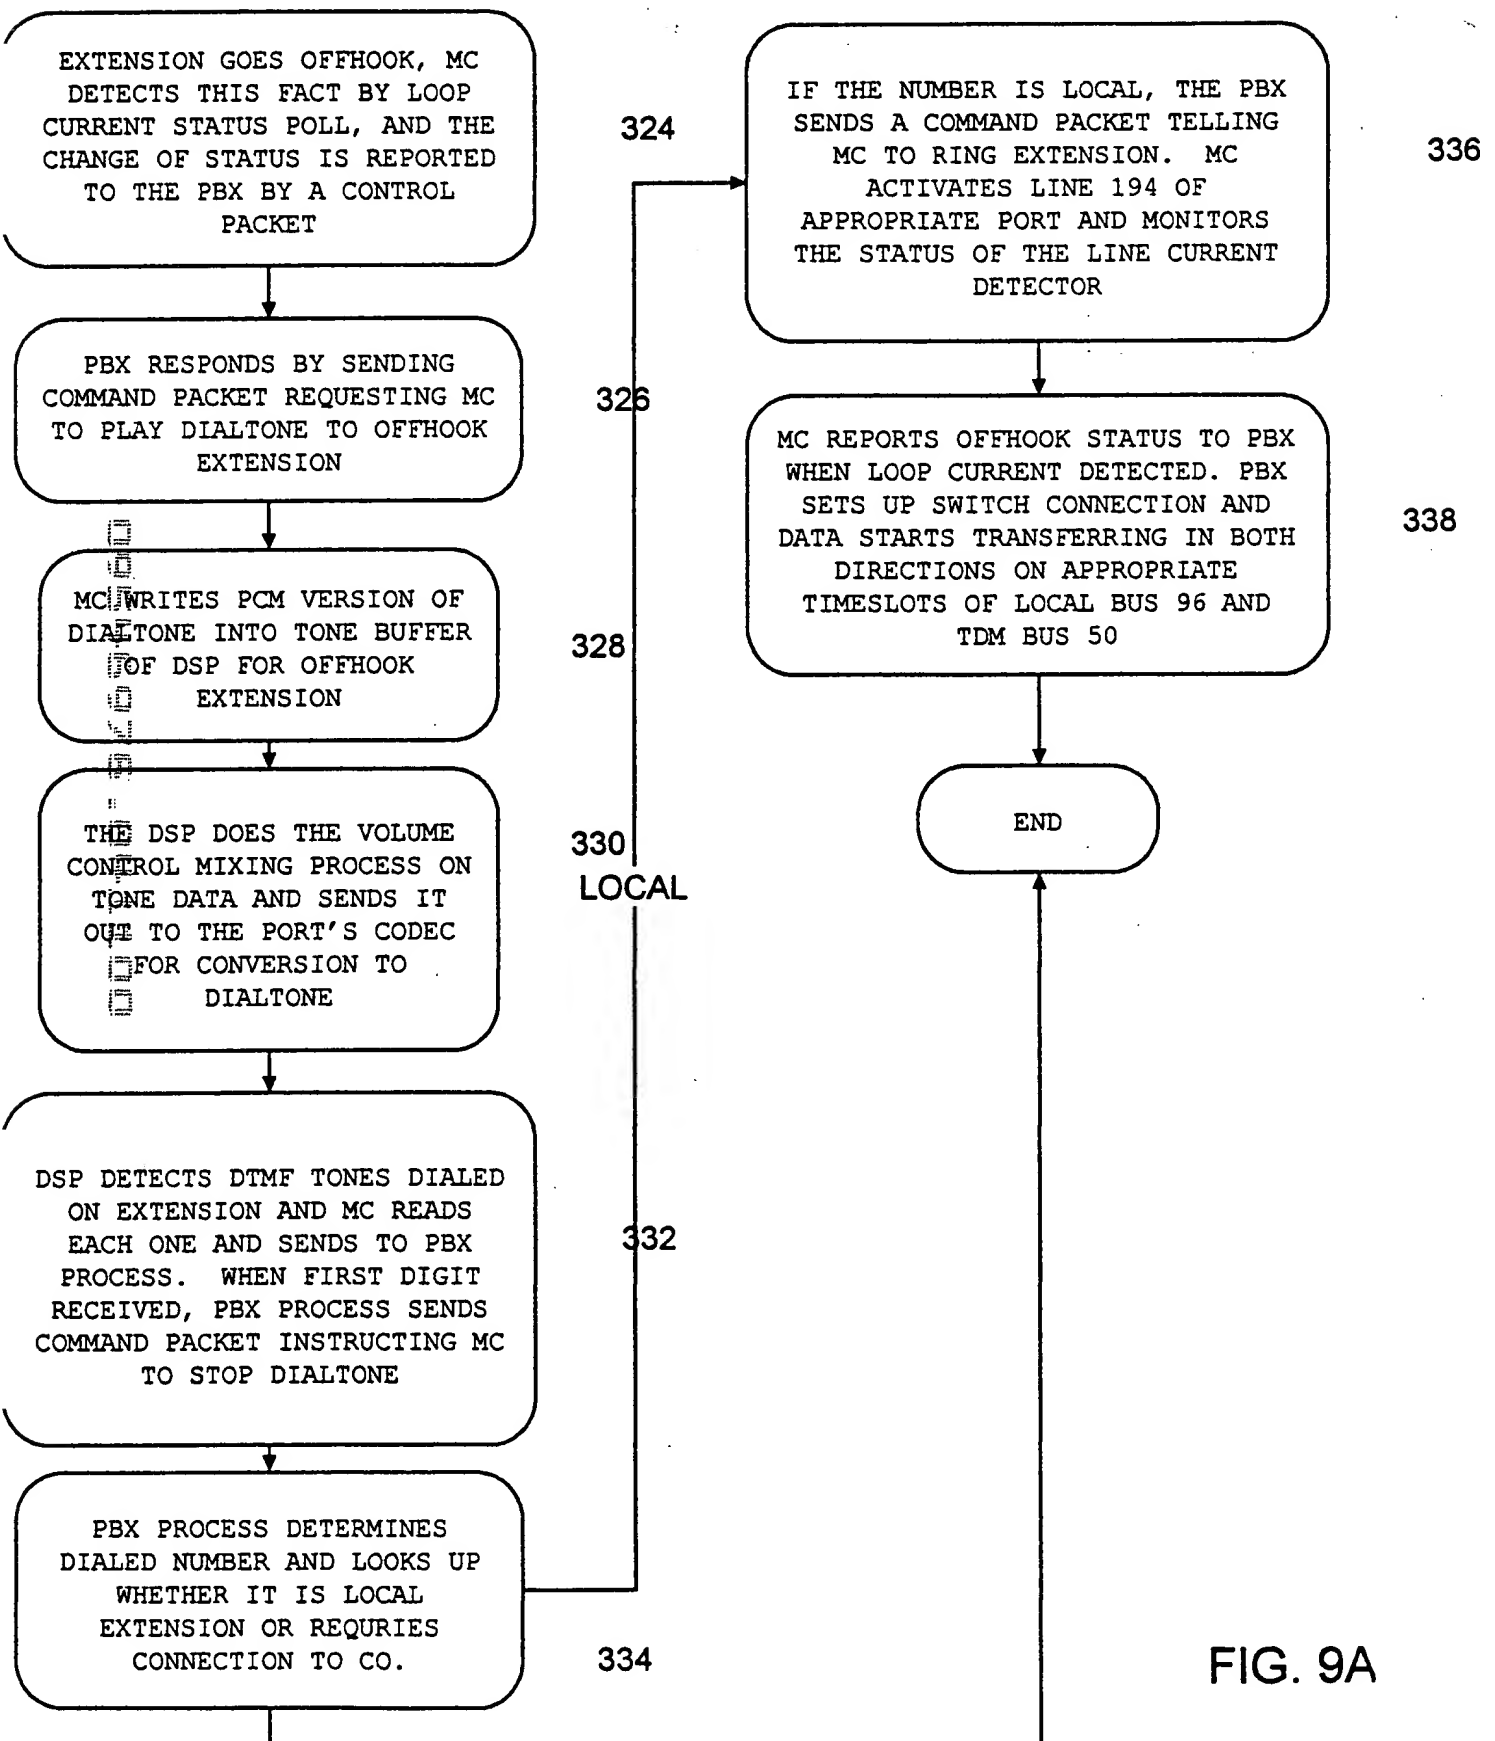 EXTENSION GOES OFFHOOK, MC
DETECTS THIS FACT BY LOOP
CURRENT STATUS POLL, AND THE
CHANGE OF STATUS IS REPORTED
TO THE PBX BY A CONTROL
PACKET
324
PBX RESPONDS BY SENDING
COMMAND PACKET REQUESTING MC
TO PLAY DIALTONE TO OFFHOOK
EXTENSION
326
MC WRITES PCM VERSION OF
DIALTONE INTO TONE BUFFER
OF DSP FOR OFFHOOK
EXTENSION
328
THE DSP DOES THE VOLUME
CONTROL MIXING PROCESS ON
TONE DATA AND SENDS IT
OUT TO THE PORT'S CODEC
FOR CONVERSION TO
DIALTONE
330
LOCAL
DSP DETECTS DTMF TONES DIALED
ON EXTENSION AND MC READS
EACH ONE AND SENDS TO PBX
PROCESS. WHEN FIRST DIGIT
RECEIVED, PBX PROCESS SENDS
COMMAND PACKET INSTRUCTING MC
TO STOP DIALTONE
332
PBX PROCESS DETERMINES
DIALED NUMBER AND LOOKS UP
WHETHER IT IS LOCAL
EXTENSION OR REQURIES
CONNECTION TO CO.
334
IF THE NUMBER IS LOCAL, THE PBX
SENDS A COMMAND PACKET TELLING
MC TO RING EXTENSION. MC
ACTIVATES LINE 194 OF
APPROPRIATE PORT AND MONITORS
THE STATUS OF THE LINE CURRENT
DETECTOR
336
MC REPORTS OFFHOOK STATUS TO PBX
WHEN LOOP CURRENT DETECTED. PBX
SETS UP SWITCH CONNECTION AND
DATA STARTS TRANSFERRING IN BOTH
DIRECTIONS ON APPROPRIATE
TIMESLOTS OF LOCAL BUS 96 AND
TDM BUS 50
338
END
FIG. 9A